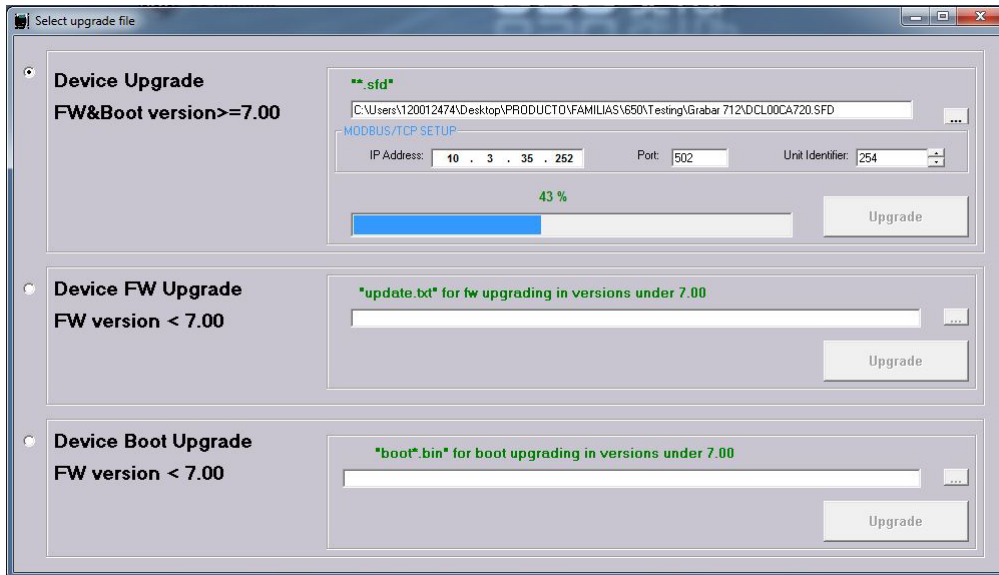 Select upgrade file
Device Upgrade
FW&Boot version>=7.00
"*.sfd"
C:\Users\120012474\Desktop\PRODUCTO\FAMILIAS\650\Testing\Grabar 712\DCL00CA720.SFD
...
MODBUS/TCP SETUP
IP Address: 10 . 3 . 35 . 252 Port: 502 Unit Identifier: 254
43 %
Upgrade
Device FW Upgrade
FW version < 7.00
"update.txt" for fw upgrading in versions under 7.00
...
Upgrade
Device Boot Upgrade
FW version < 7.00
"boot*.bin" for boot upgrading in versions under 7.00
...
Upgrade